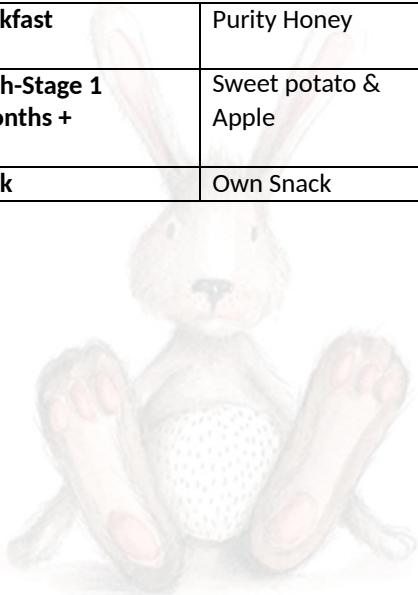 kfast Purity Honey
h-Stage 1 Sweet potato &
onths + Apple
k Own Snack